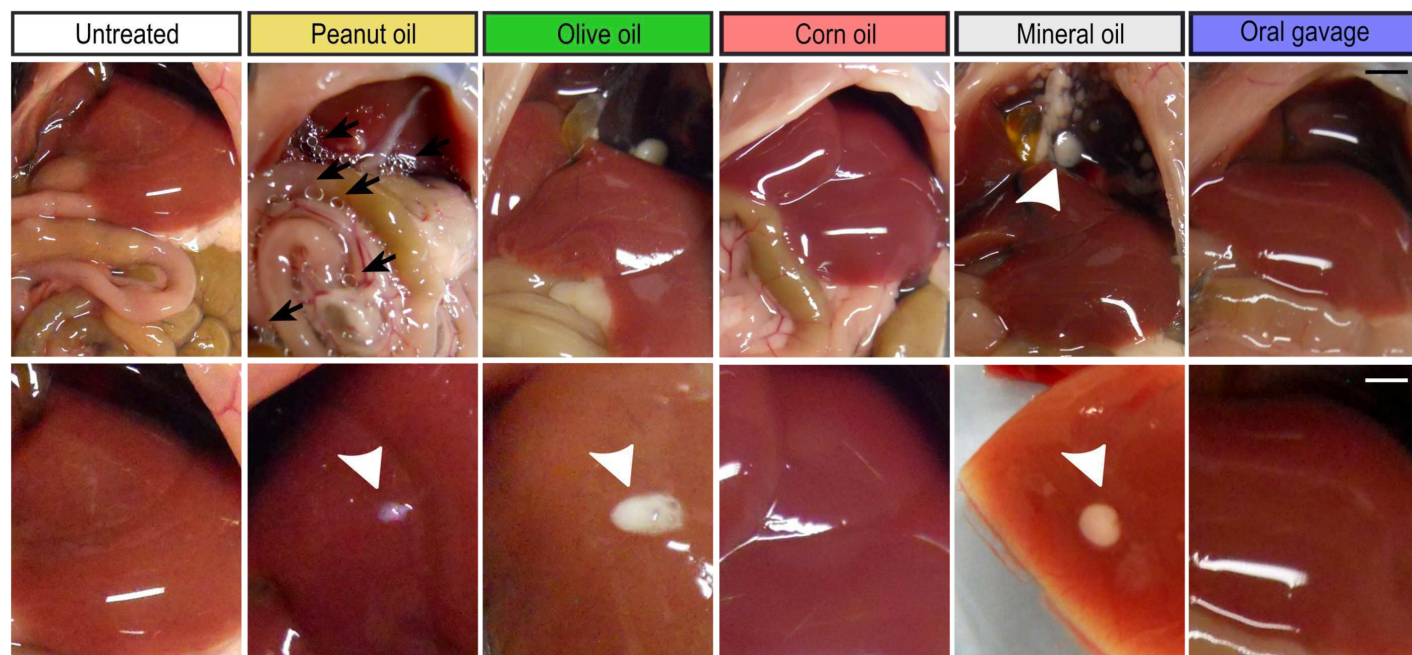 Untreated
Peanut oil
Olive oil
Corn oil
Mineral oil
Oral gavage